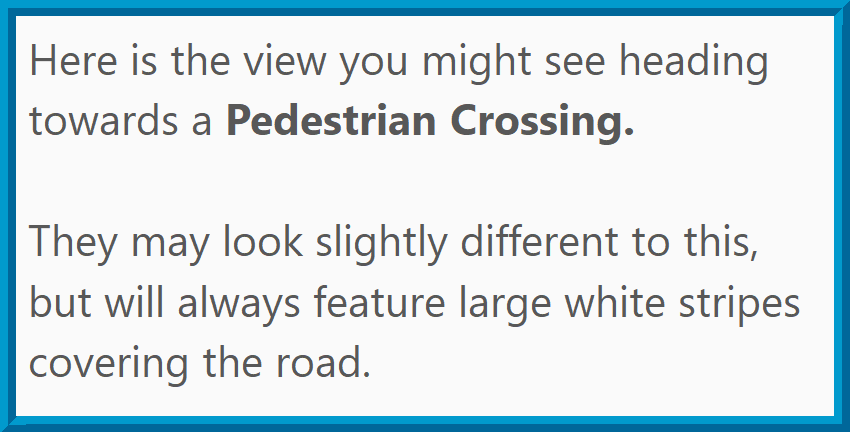 Here is the view you might see heading
towards a Pedestrian Crossing.
They may look slightly different to this,
but will always feature large white stripes
covering the road.